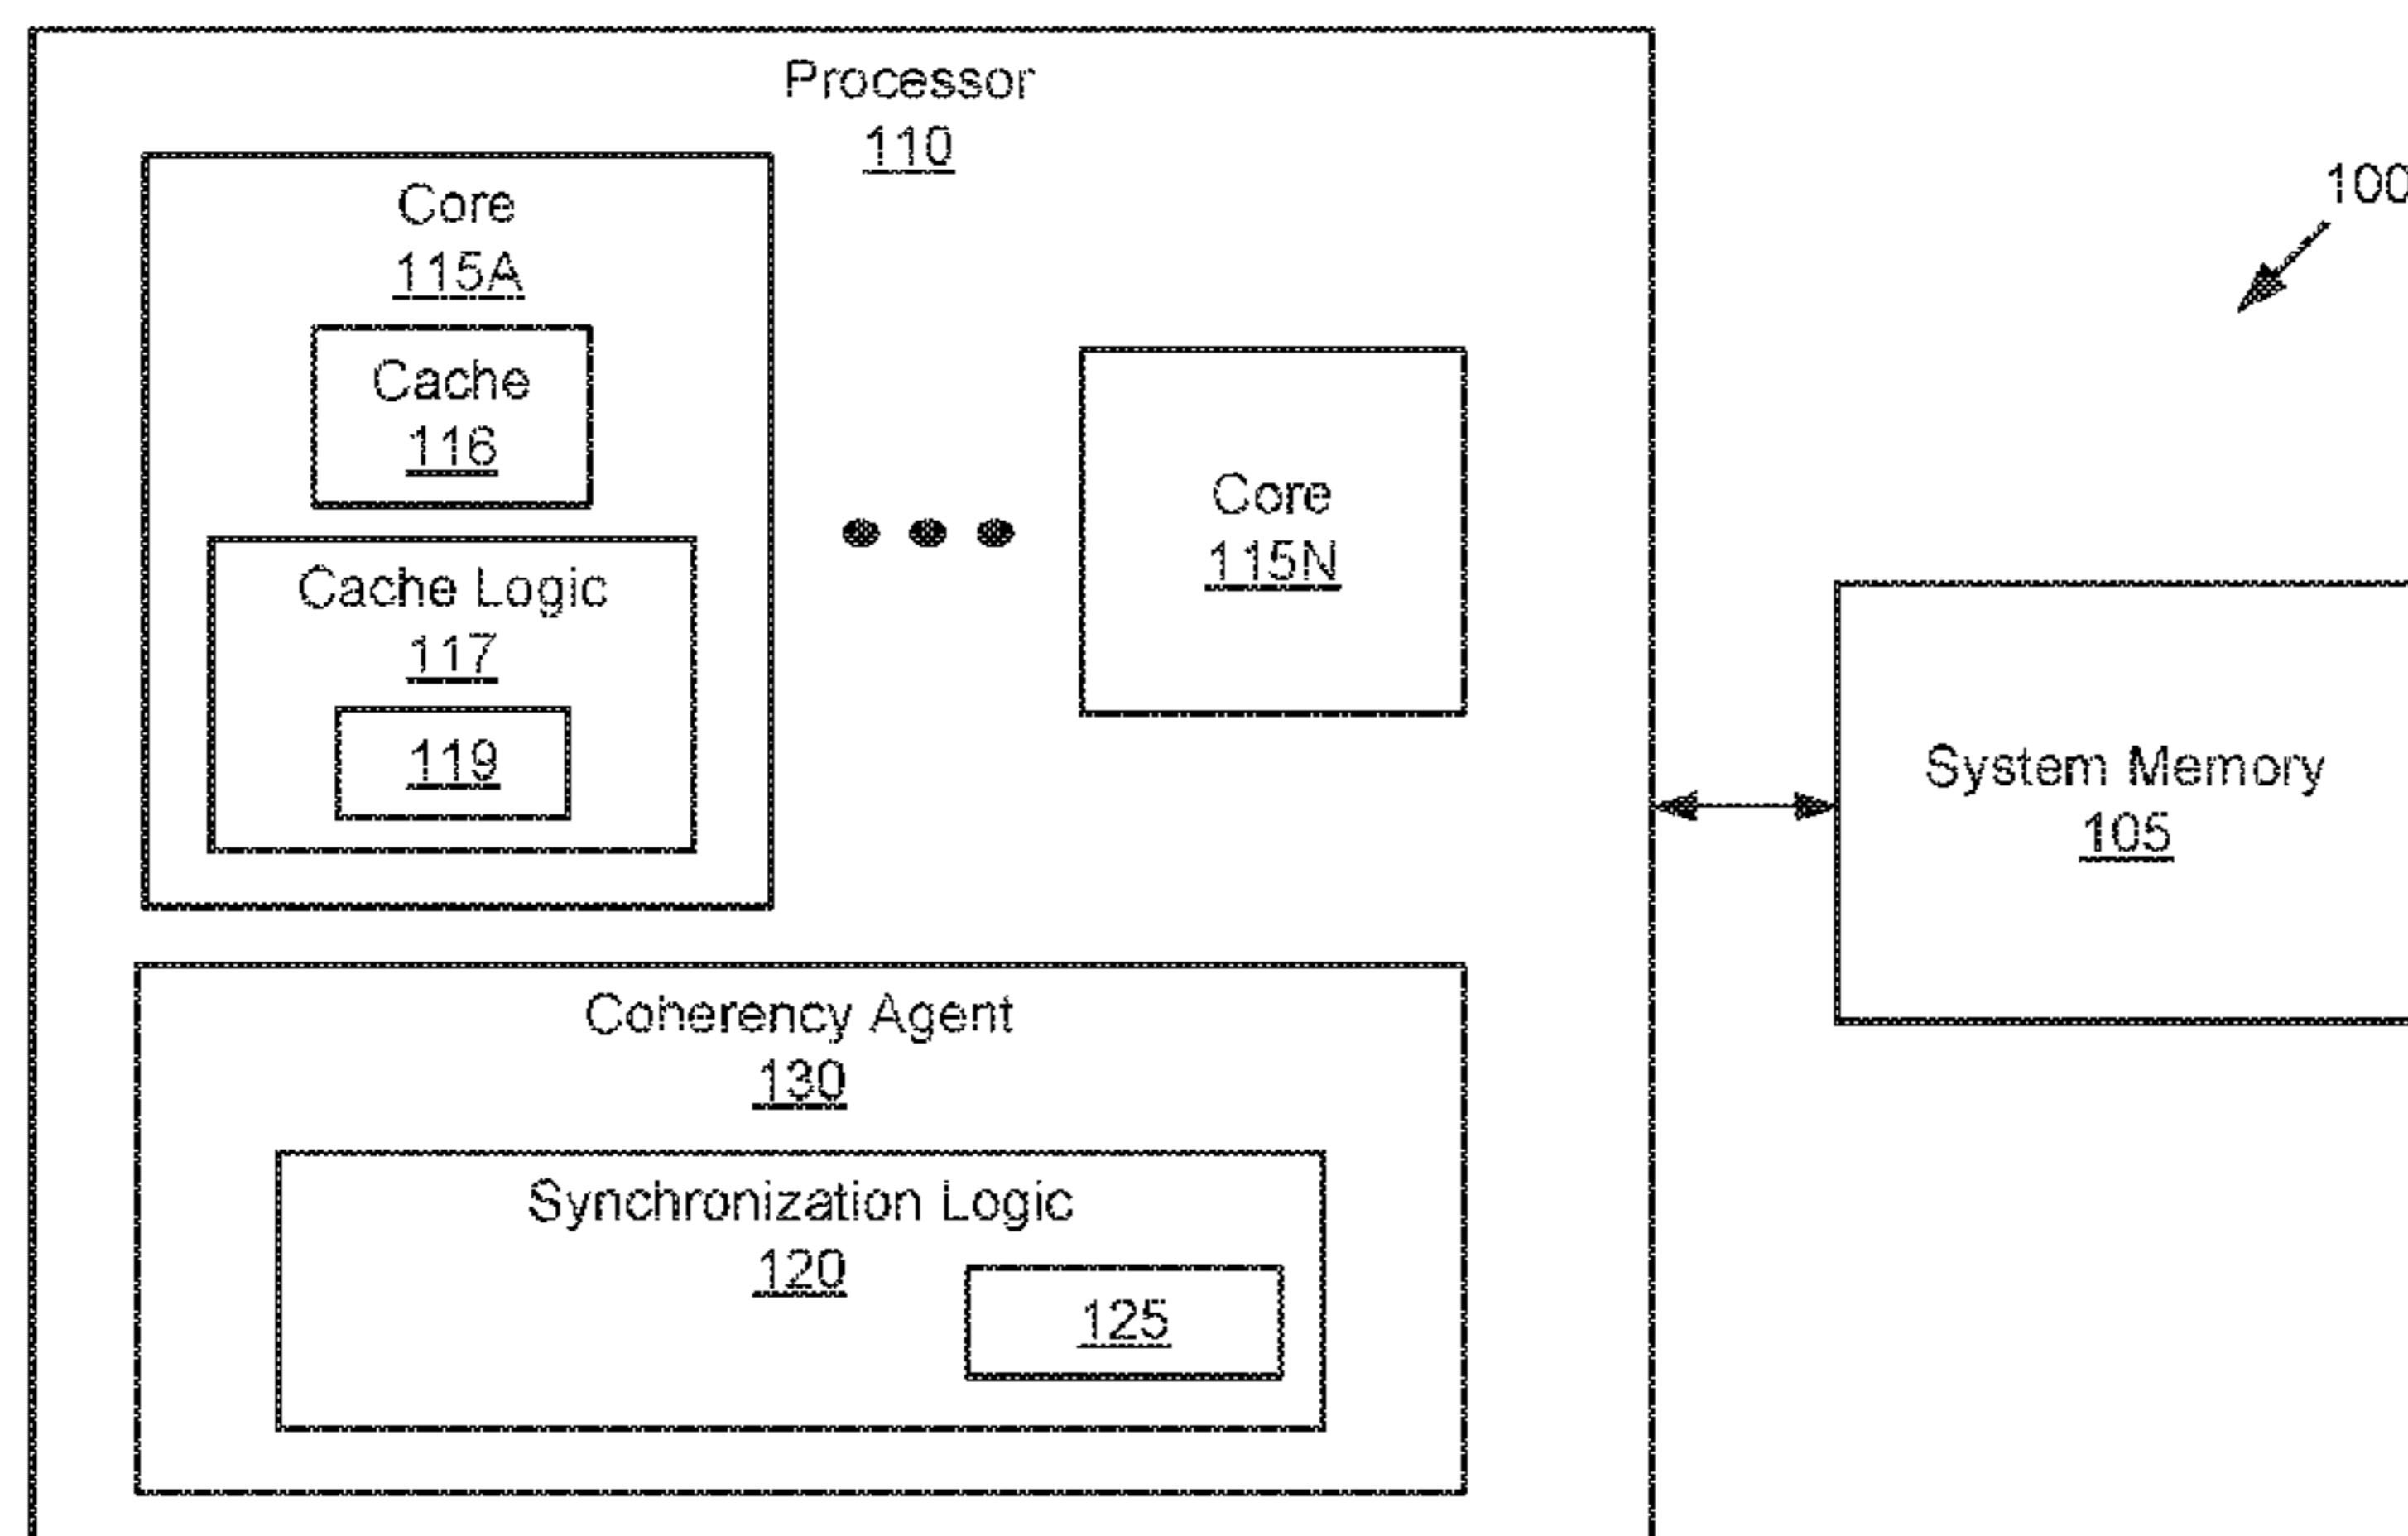 Processor
110
Core
115A
Cache
116
Cache Logic
117
119
Core
115N
Coherency Agent
130
Synchronization Logic
120
125
100
System Memory
105